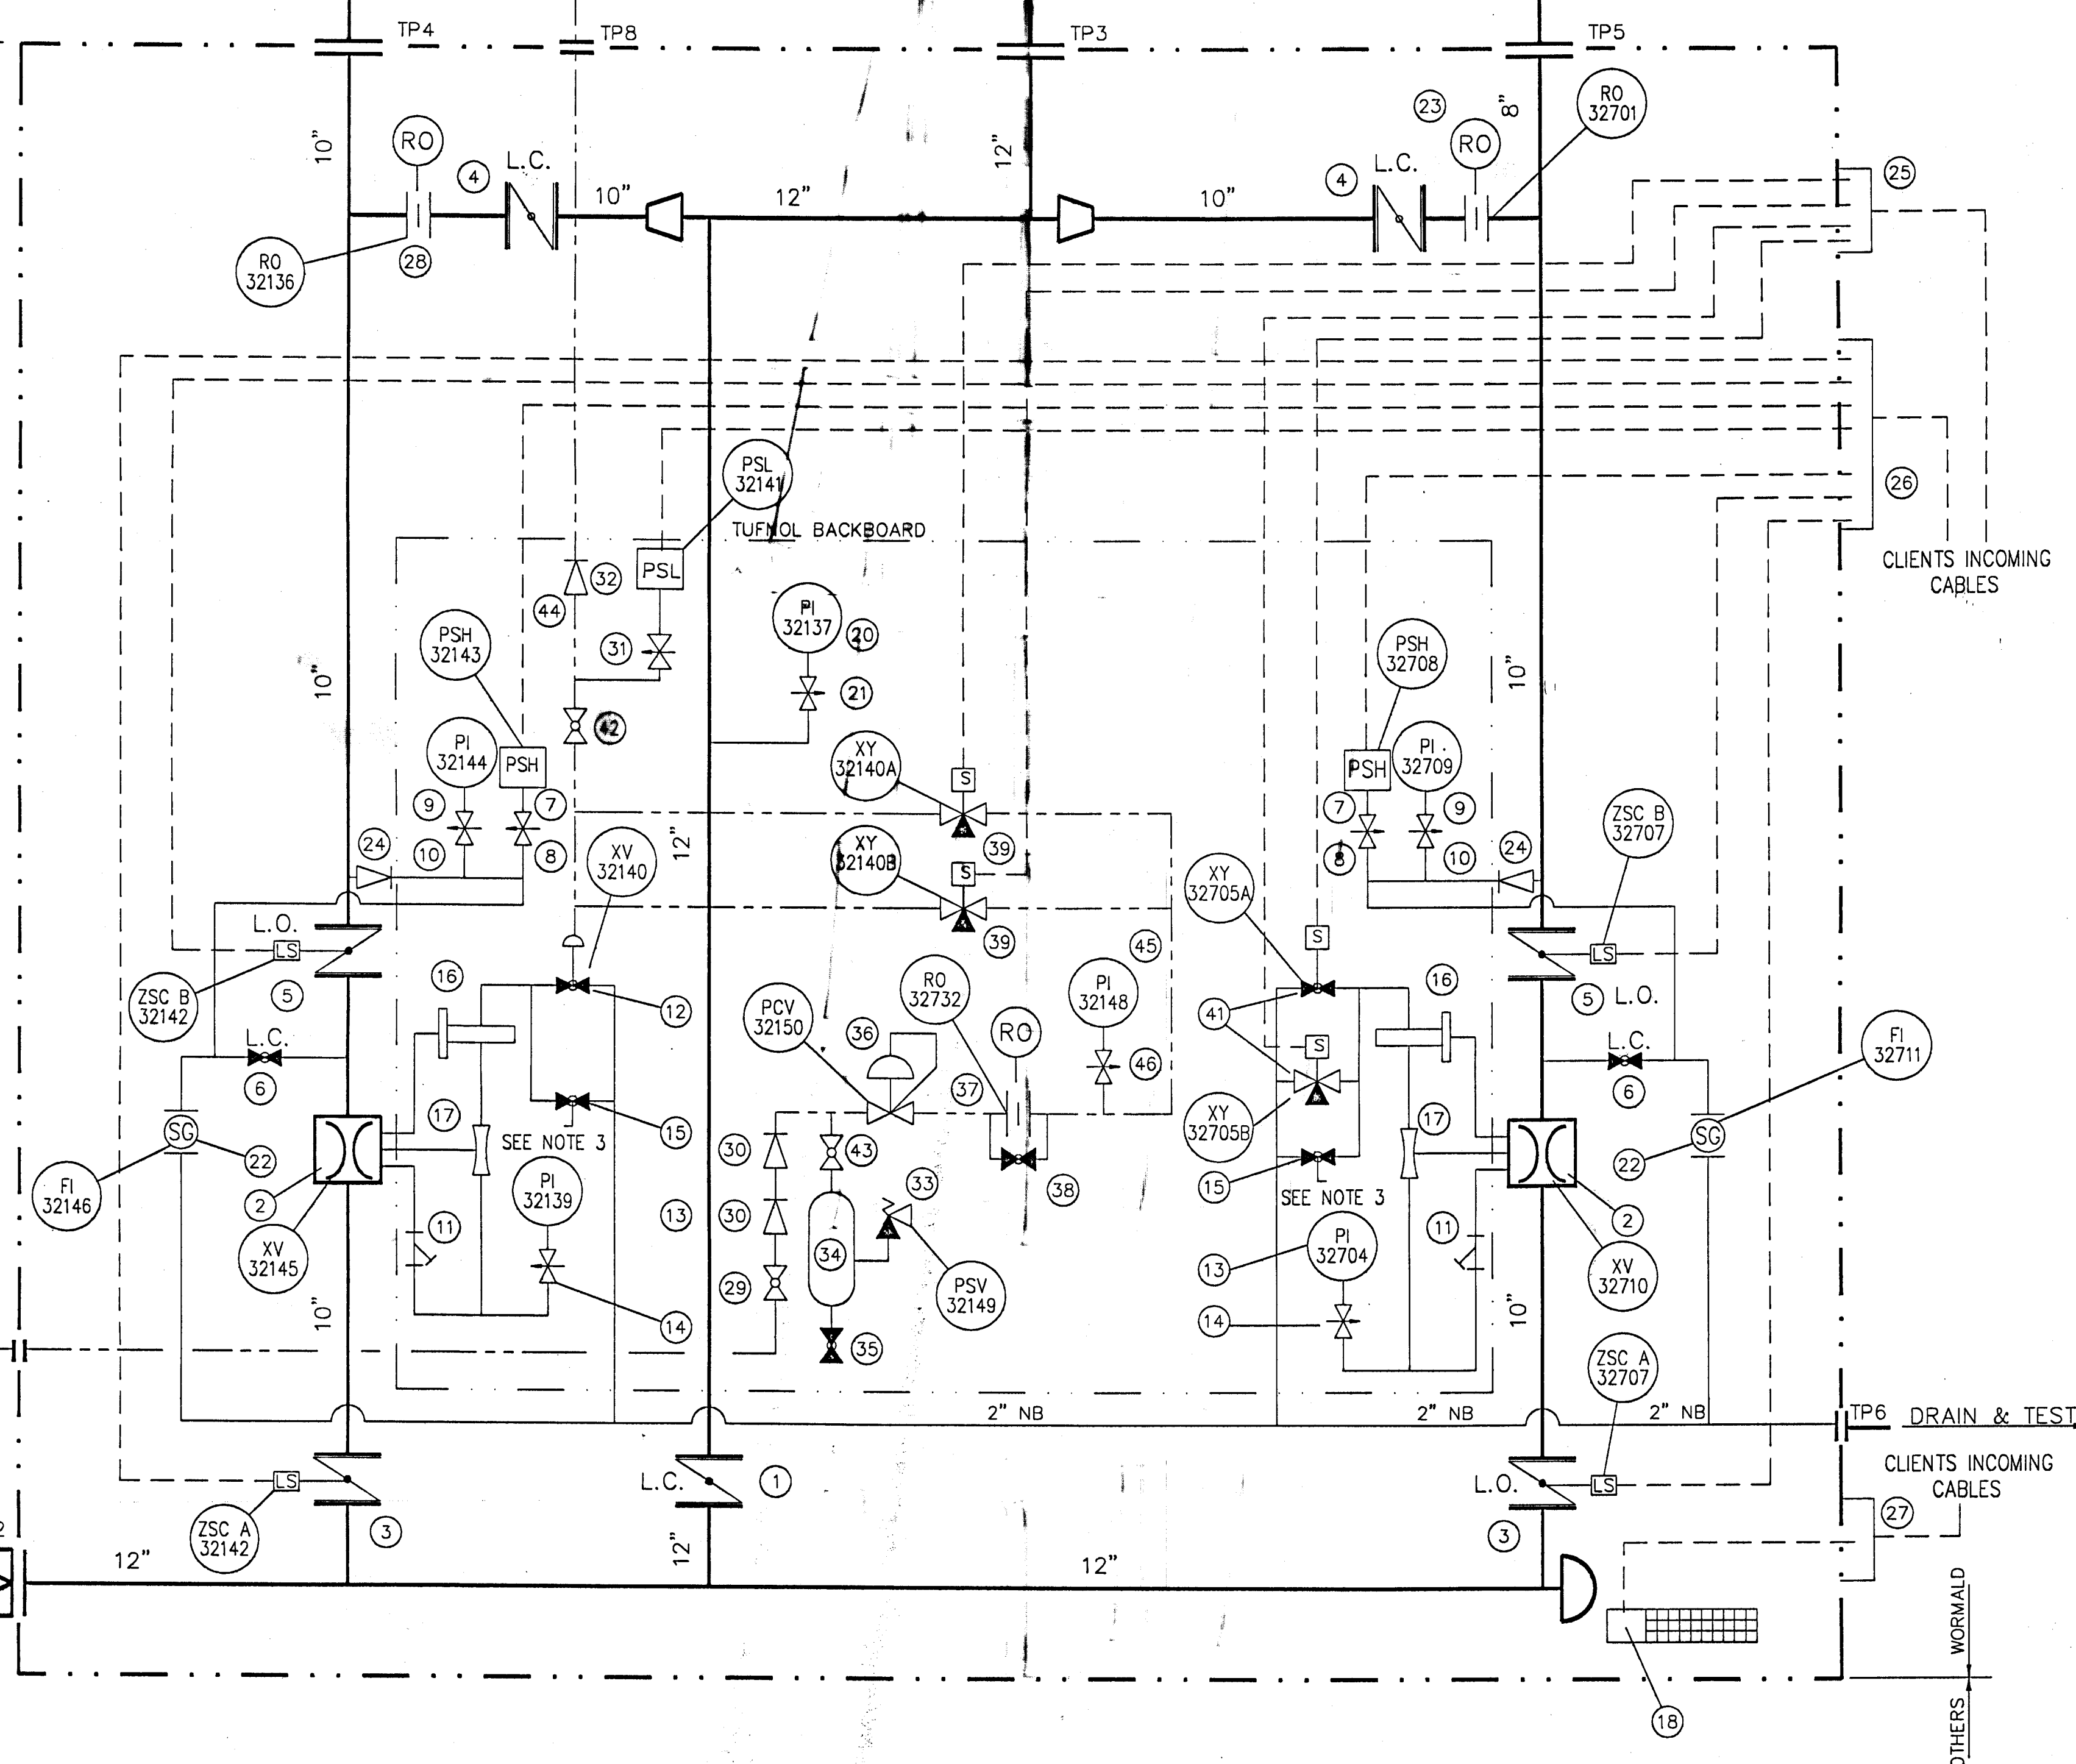 TP4
TP8
TP3
TP5
10"
RO
4
L.C.
10"
12"
12"
4
L.C.
10"
23
RO
8"
RO
32701
25
RO
32136
28
26
CLIENTS INCOMING
CABLES
PSL
32141
TUFNOL BACKBOARD
PSL
32
44
31
PI
32137
20
21
10"
PSH
32143
PI
32144
PSH
42
9
7
10
8
24
XV
32140
12"
XY
32140A
S
39
XY
32140B
S
39
PSH
32708
PSH
PI
32709
7
9
8
10
24
10"
ZSC B
32707
XY
32705A
S
L.O.
LS
ZSC B
32142
5
16
12
45
RO
32732
PI
32148
PCV
32150
36
RO
37
46
41
S
XY
32705B
16
LS
5
L.O.
FI
32711
L.C.
6
L.C.
6
SG
22
FI
32146
2
XV
32145
17
SEE NOTE 3
15
PI
32139
11
13
14
30
30
29
43
34
33
35
PSV
32149
38
15
SEE NOTE 3
17
PI
32704
13
14
11
SG
22
2
XV
32710
10"
10"
ZSC A
32707
2" NB
2" NB
2" NB
TP6
DRAIN & TEST
LS
ZSC A
32142
3
L.C.
1
L.O.
LS
3
CLIENTS INCOMING
CABLES
27
2
12"
12"
12"
18
WORMALD
OTHERS